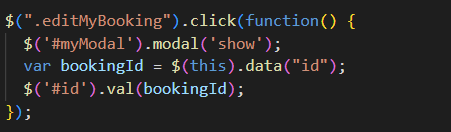 $(".editMyBooking").click(function() {
  $('#myModal').modal('show');
  var bookingId = $(this).data("id");
  $('#id').val(bookingId);
});